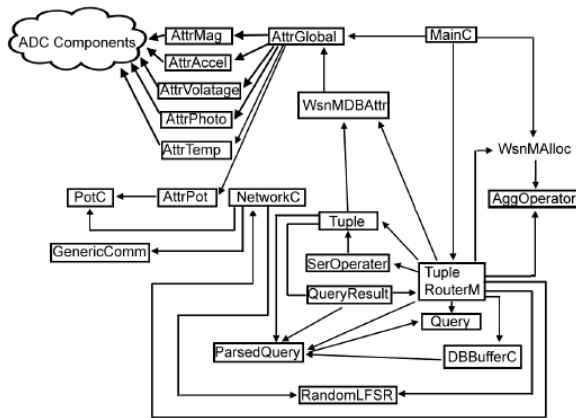 ADC Components
AttrMag
AttrGlobal
MainC
AttrAccel
AttrVolatage
WsnMDBAttr
AttrPhoto
AttrTemp
WsnMAlloc
PotC
AttrPot
NetworkC
AggOperator
Tuple
GenericComm
SerOperater
Tuple
RouterM
QueryResult
Query
ParsedQuery
DBBufferC
RandomLFSR